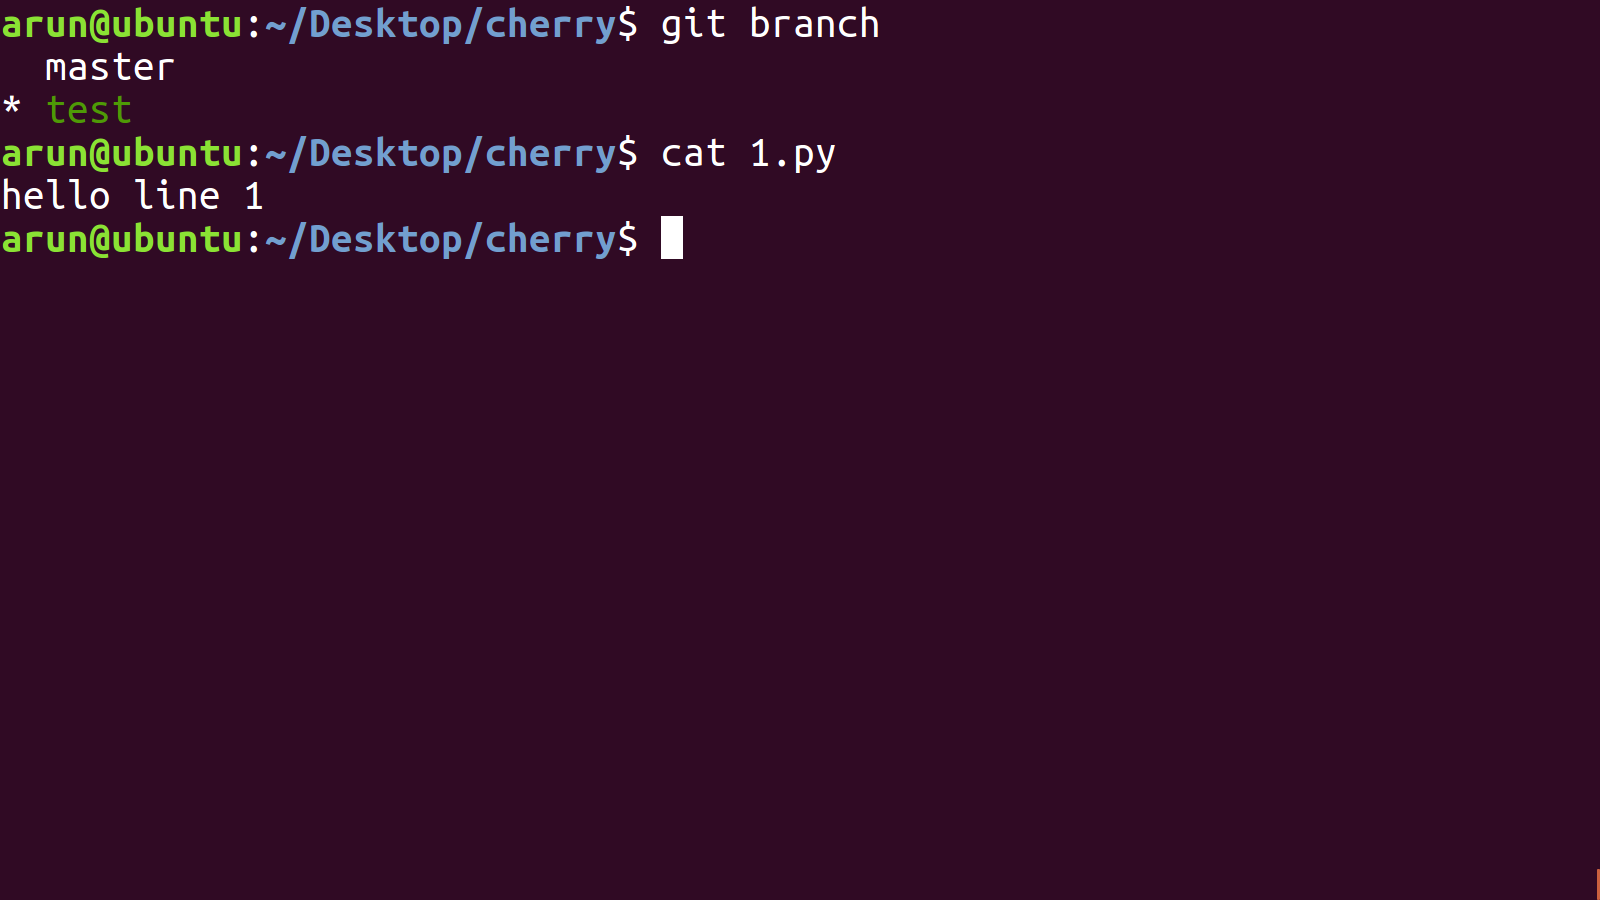 arun@ubuntu:~/Desktop/cherry$ git branch
  master
* test
arun@ubuntu:~/Desktop/cherry$ cat 1.py
hello line 1
arun@ubuntu:~/Desktop/cherry$